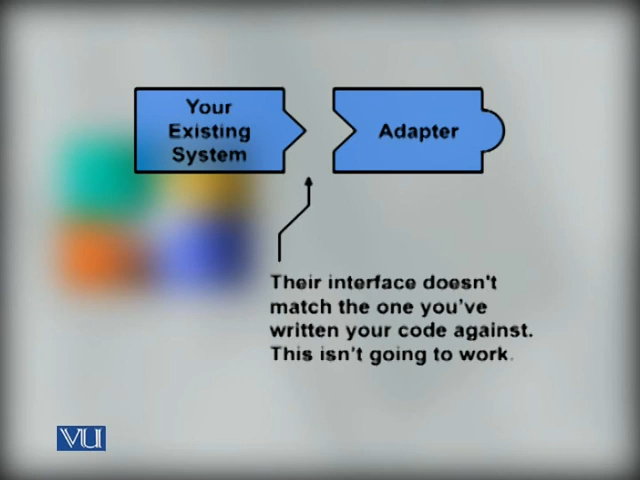 Your
Existing
System
Adapter
Their interface doesn't
match the one you've
written your code against.
This isn't going to work.
VU